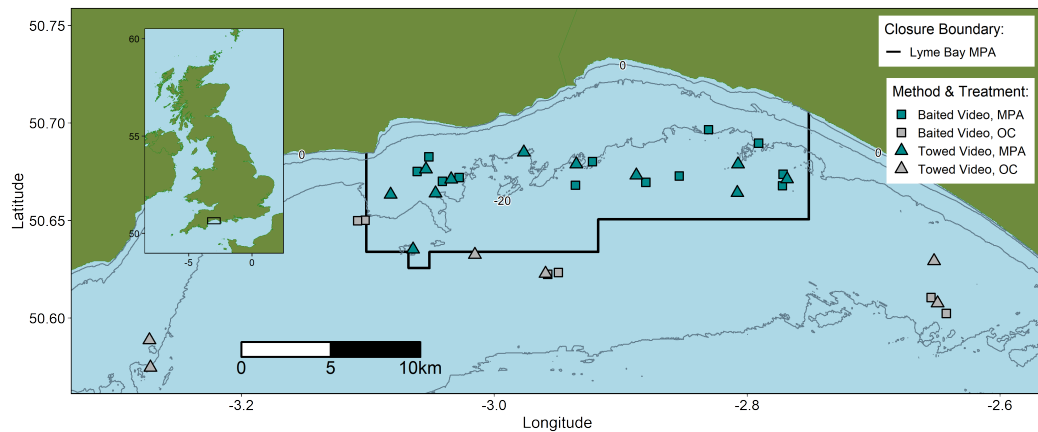 50.75
50.70
50.65
50.60
Latitude
60
55
50
-5
0
0
0
0
-20
0
5
10km
-3.2
-3.0
-2.8
-2.6
Longitude
Closure Boundary:
Lyme Bay MPA
Method & Treatment:
Baited Video, MPA
Baited Video, OC
Towed Video, MPA
Towed Video, OC